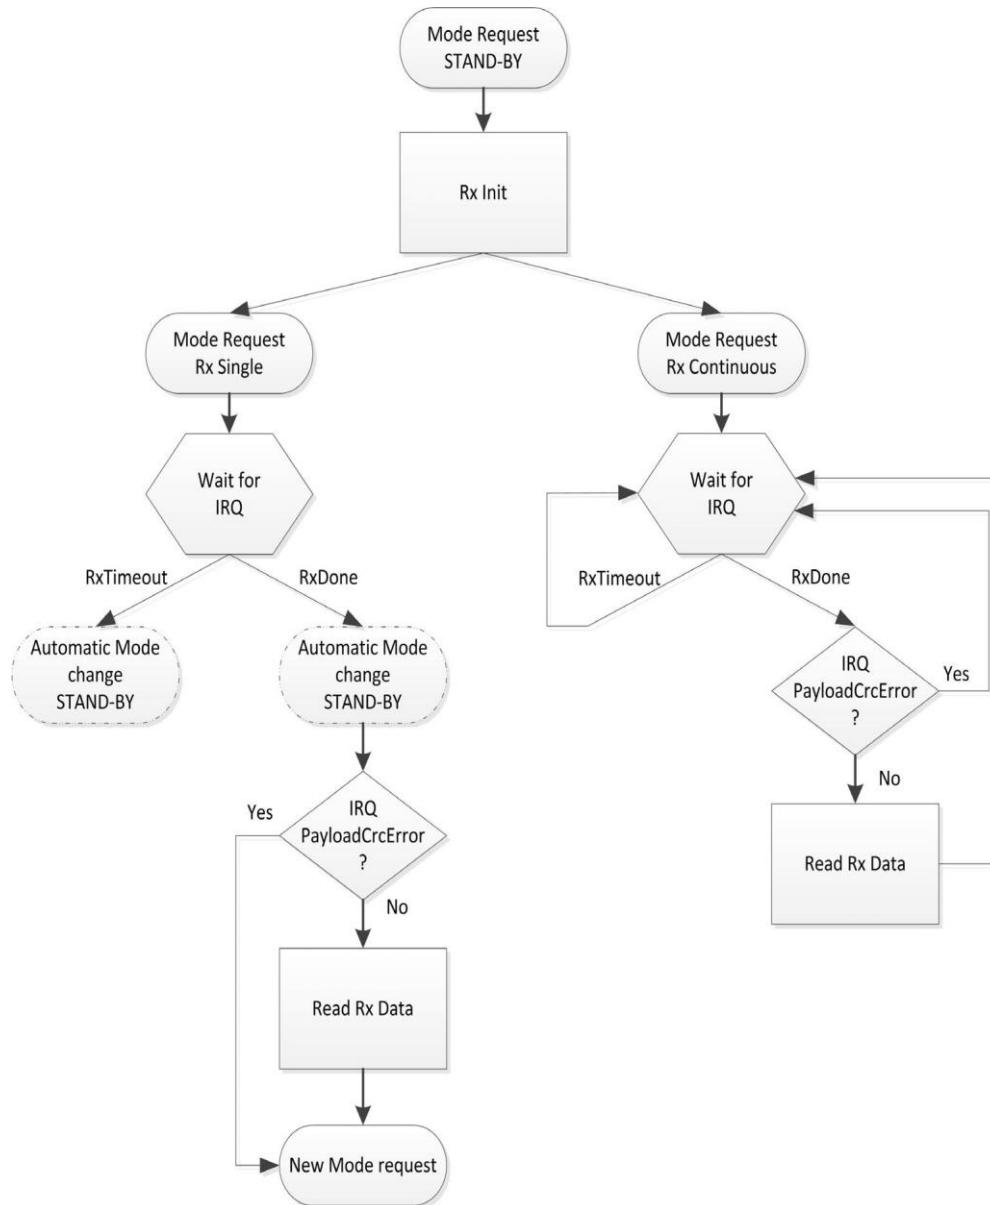 Mode Request
STAND-BY
Rx Init
Mode Request
Rx Single
Mode Request
Rx Continuous
Wait for
IRQ
Wait for
IRQ
RxTimeout
RxDone
RxTimeout
RxDone
Automatic Mode
change
STAND-BY
Automatic Mode
change
STAND-BY
IRQ
PayloadCrcError
?
Yes
No
Read Rx Data
Yes
IRQ
PayloadCrcError
?
No
Read Rx Data
New Mode request